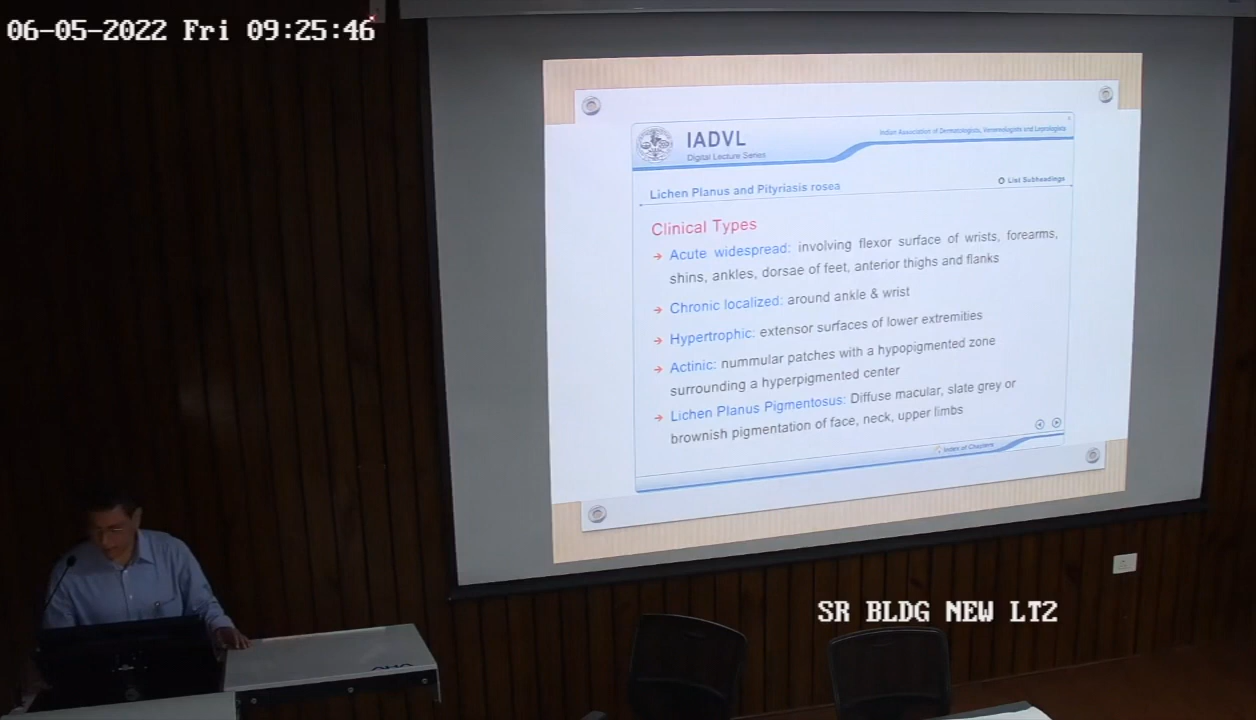 06-05-2022 Fri 09:25:46
IADVL
Digital Lecture Series
Indian Association of Dermatologists, Venereologists and Leprologists
Lichen Planus and Pityriasis rosea
List Subheadings
Clinical Types
→ Acute widespread: involving flexor surface of wrists, forearms,
shins, ankles, dorsae of feet, anterior thighs and flanks
→ Chronic localized: around ankle & wrist
→ Hypertrophic: extensor surfaces of lower extremities
→ Actinic: nummular patches with a hypopigmented zone
surrounding a hyperpigmented center
→ Lichen Planus Pigmentosus: Diffuse macular, slate grey or
brownish pigmentation of face, neck, upper limbs
Index of Chapters
SR BLDG NEW LT2